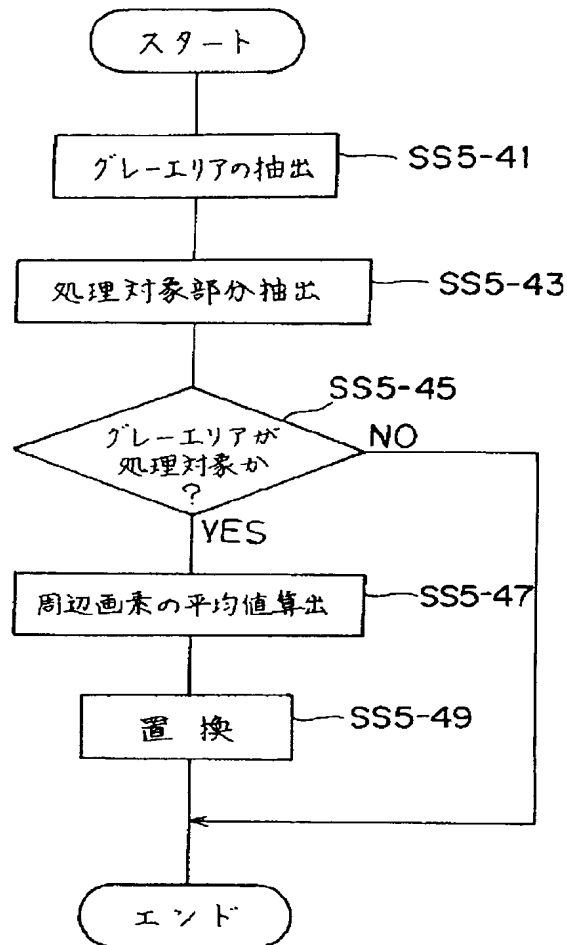 スタート
グレーエリアの抽出
SS5-41
処理対象部分抽出
SS5-43
SS5-45
グレーエリアが
処理対象か
?
NO
YES
周辺画素の平均値算出
SS5-47
置換
SS5-49
エンド